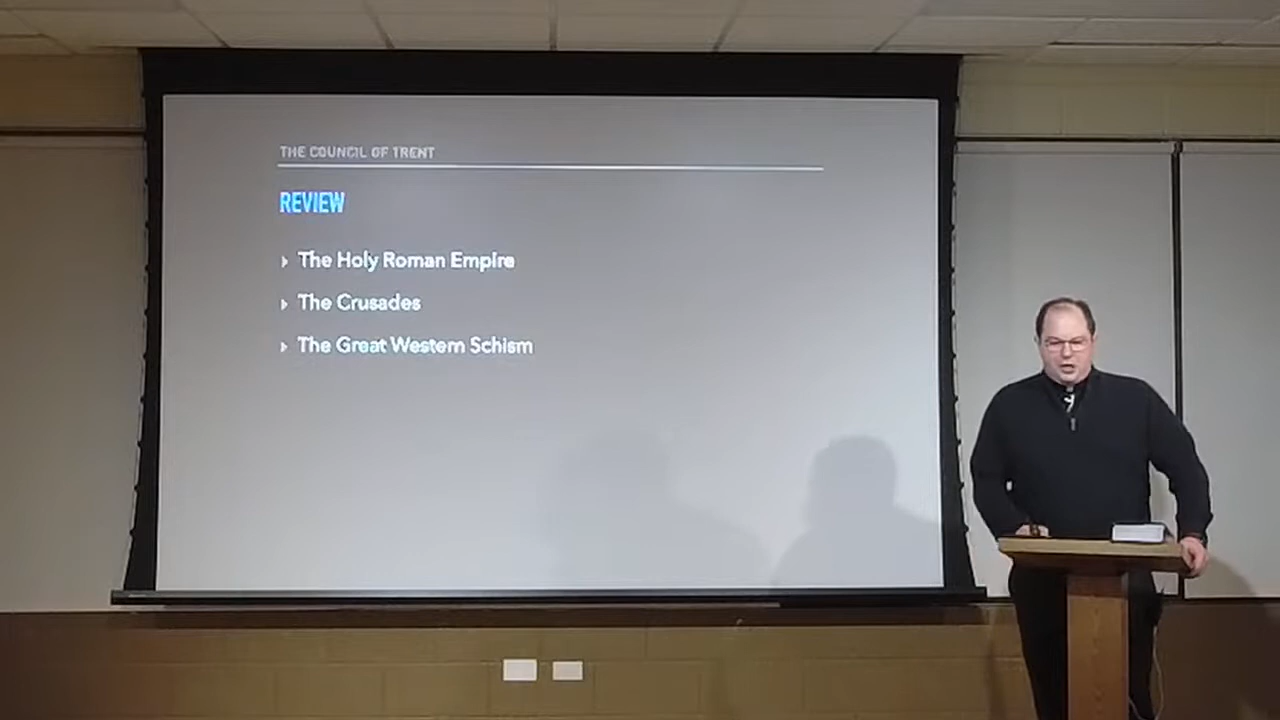 THE COUNCIL OF TRENT
REVIEW
The Holy Roman Empire
The Crusades
The Great Western Schism